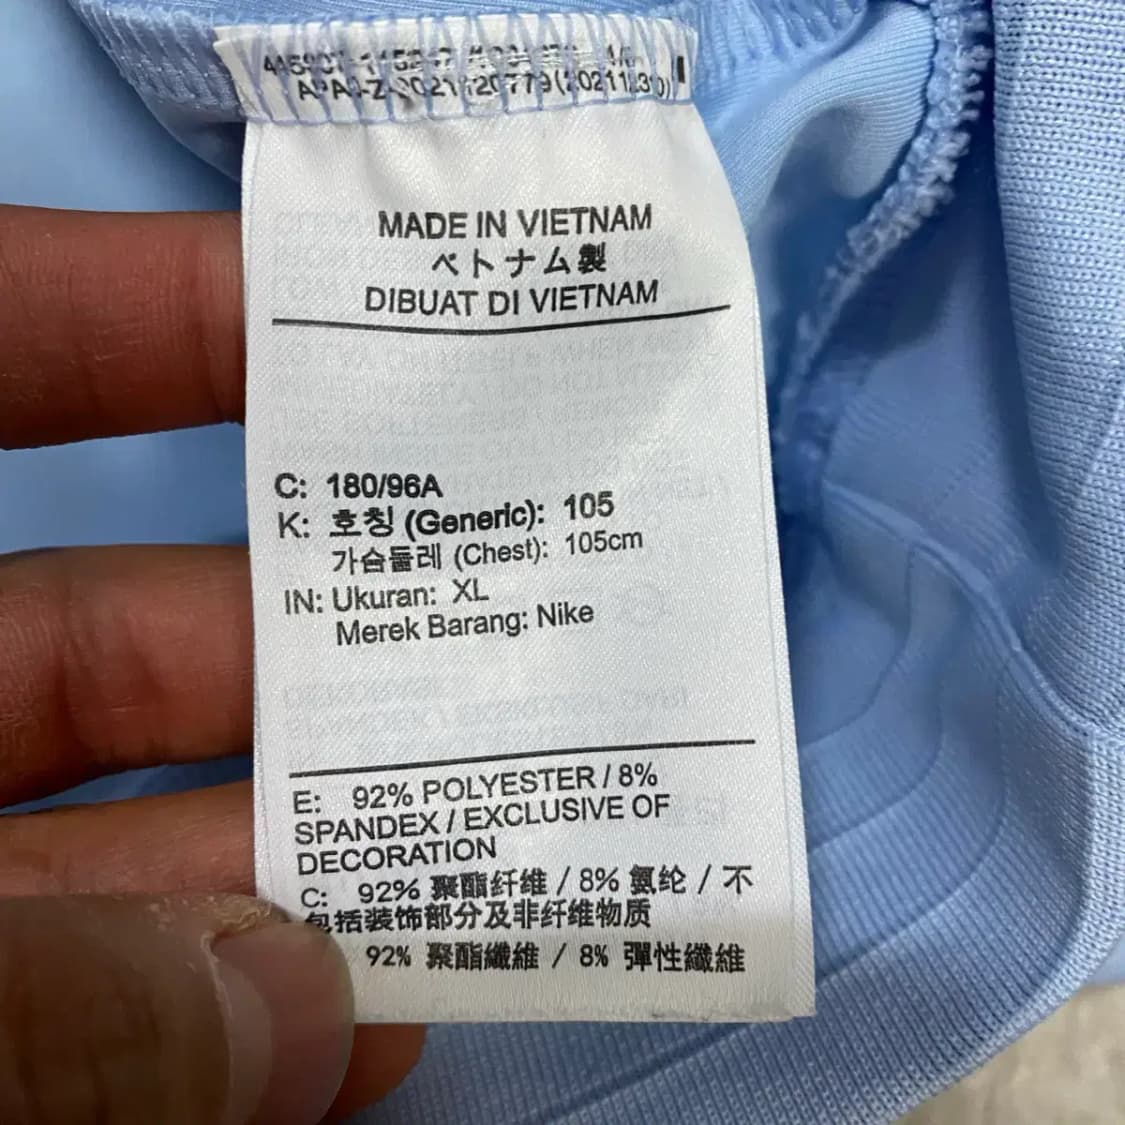 MADE IN VIETNAM
ベトナム製
DIBUAT DI VIETNAM
C: 180/96A
K: 호칭 (Generic): 105
가슴둘레 (Chest): 105cm
IN: Ukuran: XL
Merek Barang: Nike
E: 92% POLYESTER / 8%
SPANDEX / EXCLUSIVE OF
DECORATION
C: 92% 聚酯纤维 / 8% 氨纶 / 不
包括装饰部分及非纤维物质
92% 聚酯纖維 / 8% 彈性纖維